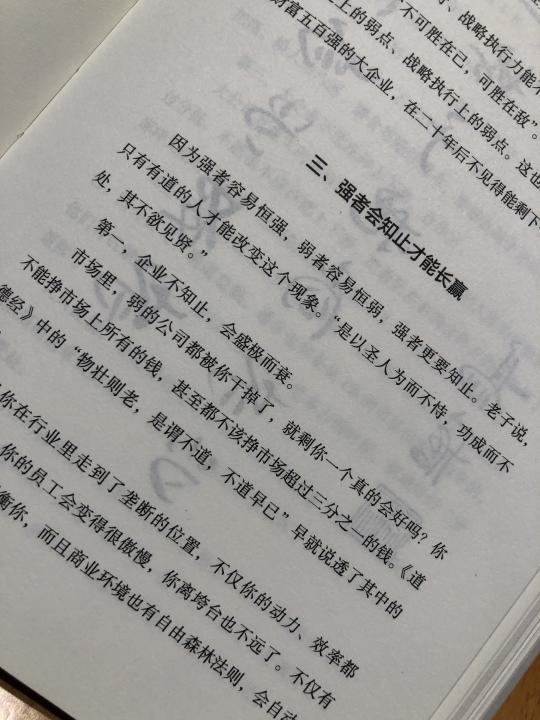 、战略执行力能不
不可胜在己，可胜在敌”。
上的弱点、战略执行上的弱点。这也
财富五百强的大企业，在二十年后不见得能剩下
三、强者会知止才能长赢
因为强者容易恒强，弱者容易恒弱，强者更要知止。老子说，
只有有道的人才能改变这个现象。“是以圣人为而不恃，功成而不
处，其不欲见贤。”
第一，企业不知止，会盛极而衰。
市场里，弱的公司都被你干掉了，就剩你一个真的会好吗？你
不能挣市场上所有的钱，甚至都不该挣市场超过三分之一的钱。《道
德经》中的“物壮则老，是谓不道，不道早已”早就说透了其中的
你在行业里走到了垄断的位置，不仅你的动力、效率都
你的员工会变得很傲慢，你离垮台也不远了。不仅有
衡你，而且商业环境也有自由森林法则，会自